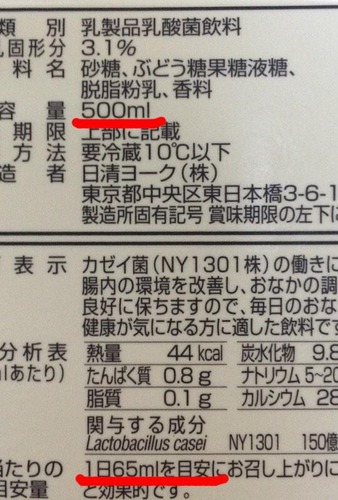 類 別 乳製品乳酸菌飲料
乳固形分 3.1%
料 名 砂糖、ぶどう糖果糖液糖、
脱脂粉乳、香料
容 量 500ml
期 限 上部に記載
方 法 要冷蔵10℃以下
造 者 日清ヨーク(株)
東京都中央区東日本橋3-6-1
製造所固有記号 賞味期限の左下に
表 示 カゼイ菌(NY1301株)の働きに
腸内の環境を改善し、おなかの調
良好に保ちますので、毎日のおな
健康が気になる方に適した飲料です
分析表 熱量 44 kcal 炭水化物 9.8
mlあたり) たんぱく質 0.8 g ナトリウム 5~20
脂質 0.1 g カルシウム 28
関与する成分
Lactobacillus casei NY1301 150億
当たりの 1日65mlを目安にお召し上がりに
目安量 と効果的です。